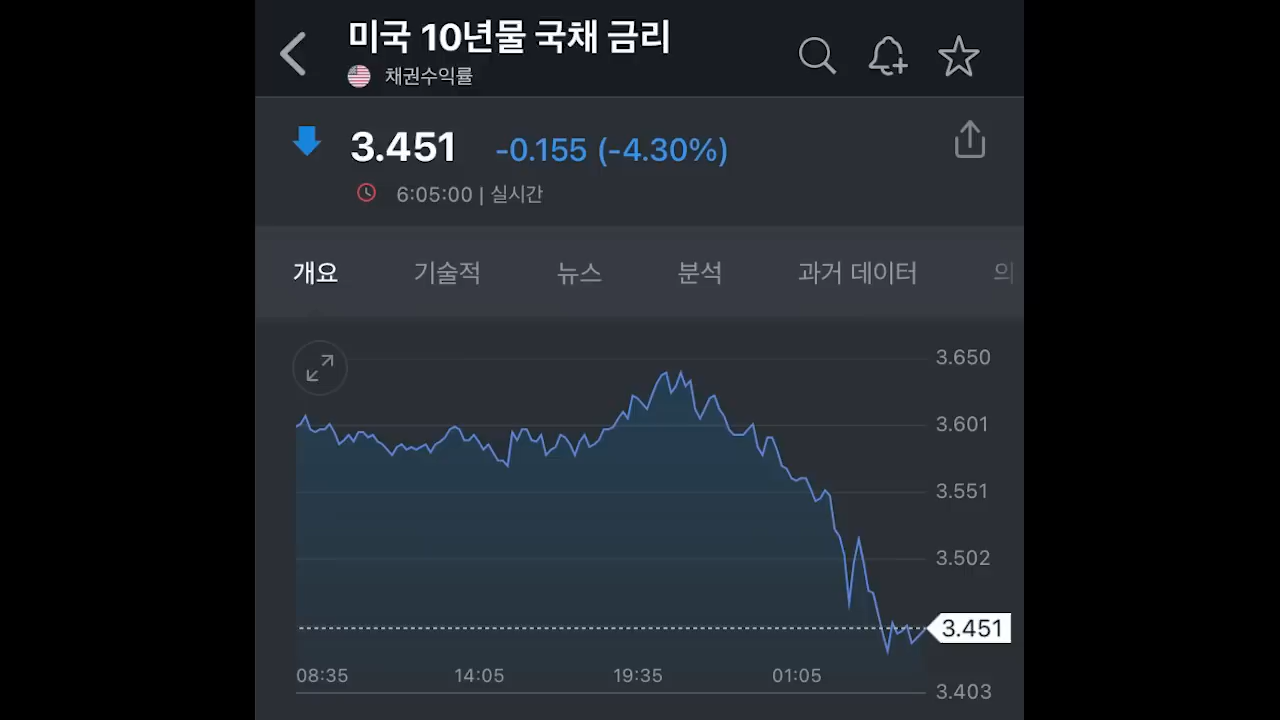 미국 10년물 국채 금리
채권수익률
3.451 -0.155 (-4.30%)
6:05:00 | 실시간
개요 기술적 뉴스 분석 과거 데이터 의
3.650
3.601
3.551
3.502
3.451
08:35 14:05 19:35 01:05
3.403